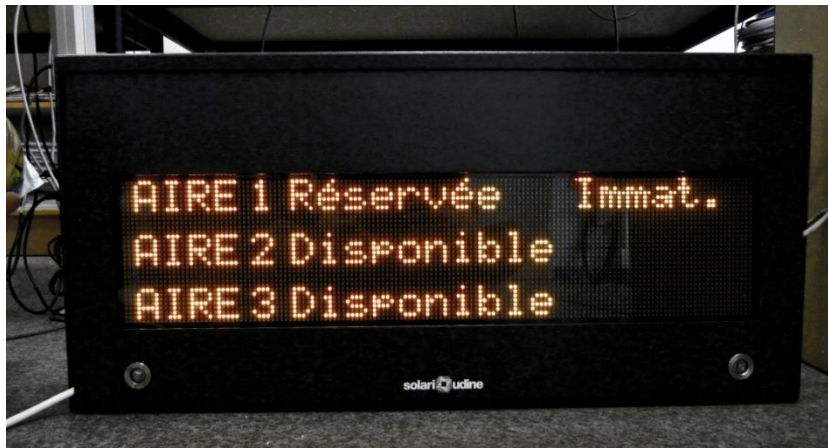 AIRE 1 Réservée Immat.
AIRE 2 Disponible
AIRE 3 Disponible
solari udine